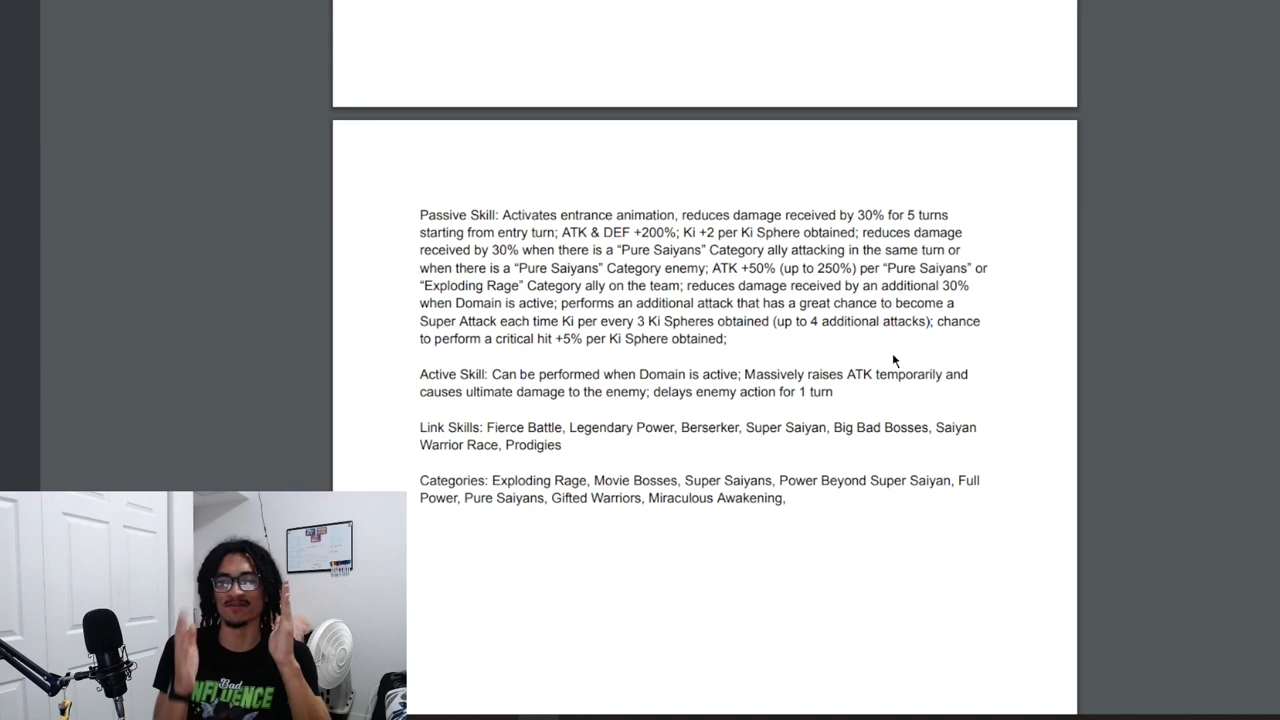 Passive Skill: Activates entrance animation, reduces damage received by 30% for 5 turns
starting from entry turn; ATK & DEF +200%; Ki +2 per Ki Sphere obtained; reduces damage
received by 30% when there is a “Pure Saiyans” Category ally attacking in the same turn or
when there is a “Pure Saiyans” Category enemy; ATK +50% (up to 250%) per “Pure Saiyans” or
“Exploding Rage” Category ally on the team; reduces damage received by an additional 30%
when Domain is active; performs an additional attack that has a great chance to become a
Super Attack each time Ki per every 3 Ki Spheres obtained (up to 4 additional attacks); chance
to perform a critical hit +5% per Ki Sphere obtained;
Active Skill: Can be performed when Domain is active; Massively raises ATK temporarily and
causes ultimate damage to the enemy; delays enemy action for 1 turn
Link Skills: Fierce Battle, Legendary Power, Berserker, Super Saiyan, Big Bad Bosses, Saiyan
Warrior Race, Prodigies
Categories: Exploding Rage, Movie Bosses, Super Saiyans, Power Beyond Super Saiyan, Full
Power, Pure Saiyans, Gifted Warriors, Miraculous Awakening,
Bad